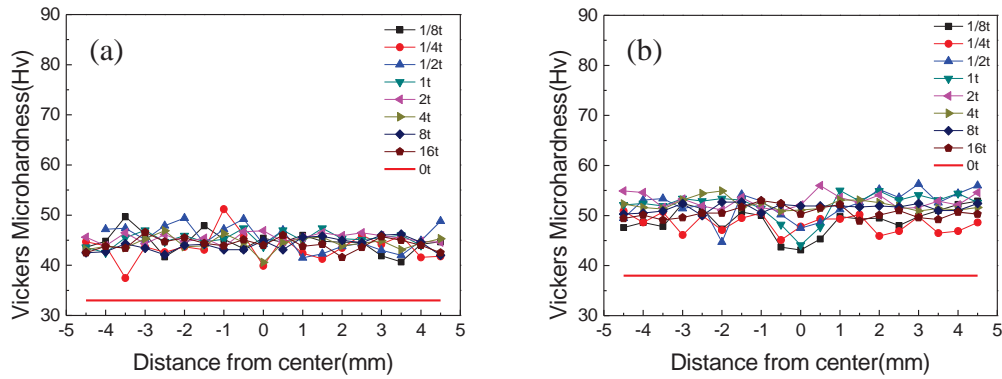 (a)
Vickers Microhardness(Hv)
90
80
70
60
50
40
30
-5 -4 -3 -2 -1 0 1 2 3 4 5
Distance from center(mm)
1/8t
1/4t
1/2t
1t
2t
4t
8t
16t
0t
(b)
Vickers Microhardness(Hv)
90
80
70
60
50
40
30
-5 -4 -3 -2 -1 0 1 2 3 4 5
Distance from center(mm)
1/8t
1/4t
1/2t
1t
2t
4t
8t
16t
0t